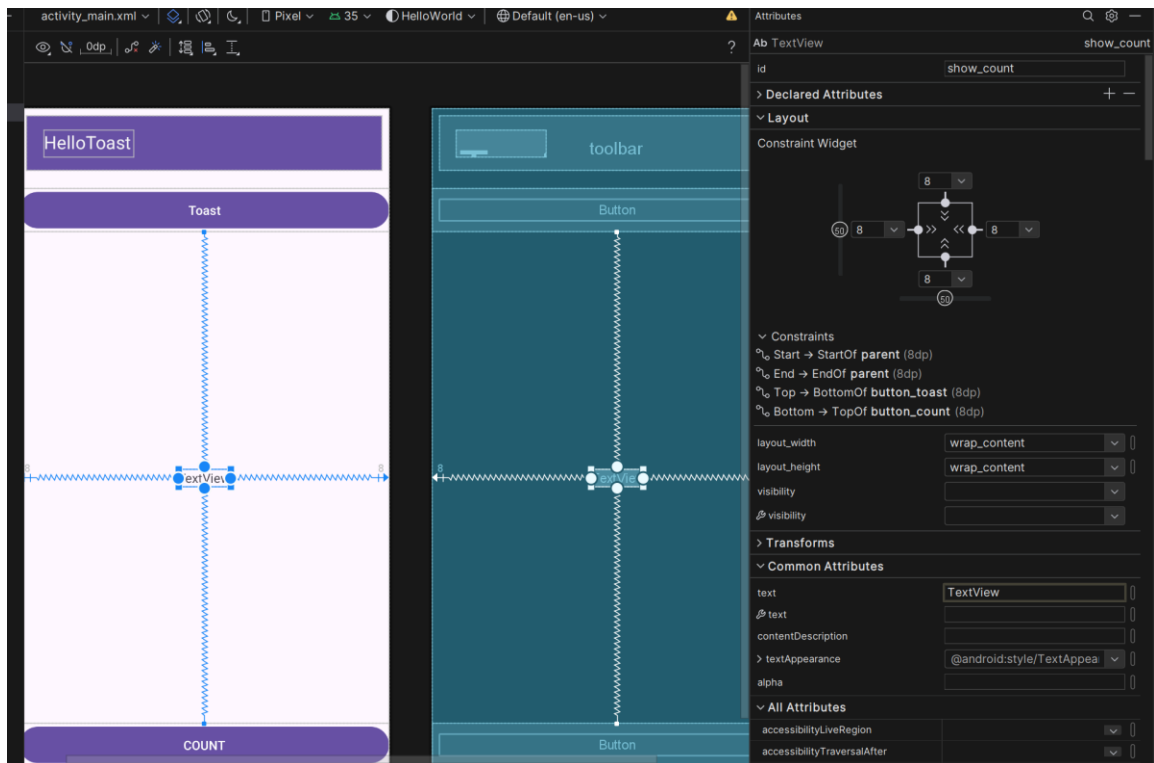 activity_main.xml Pixel 35 HelloWorld Default (en-us)
Attributes
0dp
?
Ab TextView show_count
id show_count
Declared Attributes
Layout
Constraint Widget
8
50 8 8
8
50
Constraints
Start → StartOf parent (8dp)
End → EndOf parent (8dp)
Top → BottomOf button_toast (8dp)
Bottom → TopOf button_count (8dp)
layout_width wrap_content
layout_height wrap_content
visibility
visibility
Transforms
Common Attributes
text TextView
text
contentDescription
textAppearance @android:style/TextAppea
alpha
All Attributes
accessibilityLiveRegion
accessibilityTraversalAfter
HelloToast
Toast
8 8
extView
COUNT
toolbar
Button
8
extVie
Button